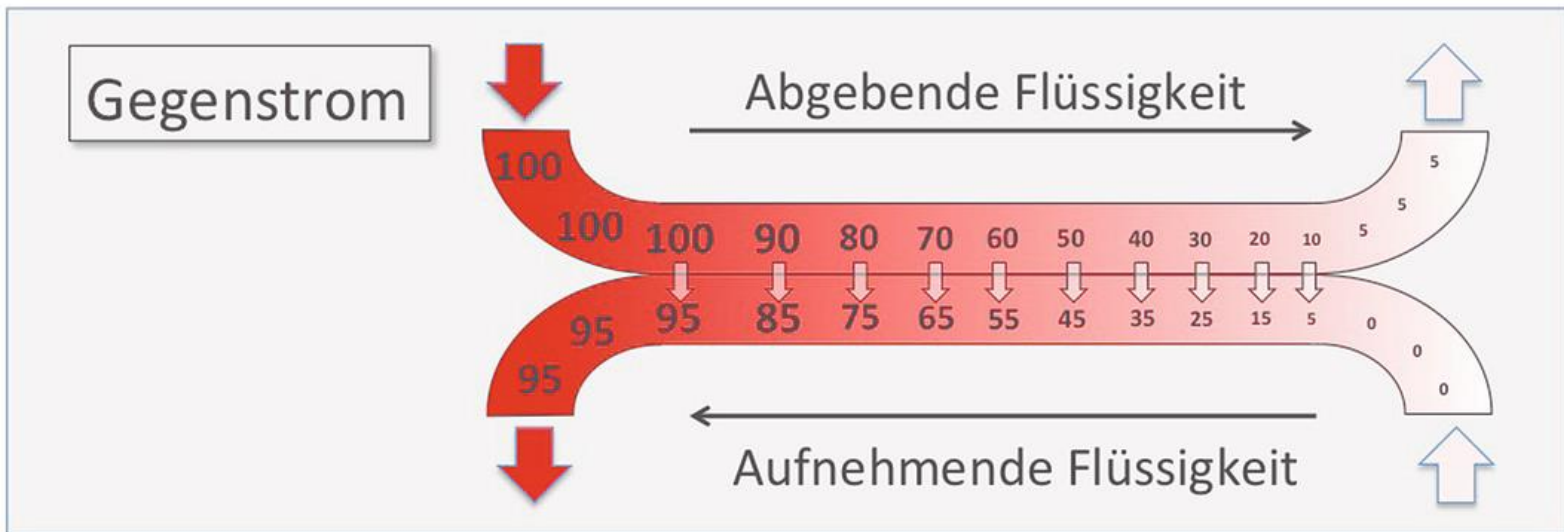 Gegenstrom
Abgebende Flüssigkeit
100 5
100 100 90 80 70 60 50 40 30 20 10 5 5
95 95 85 75 65 55 45 35 25 15 5 0 0
95 0
Aufnehmende Flüssigkeit